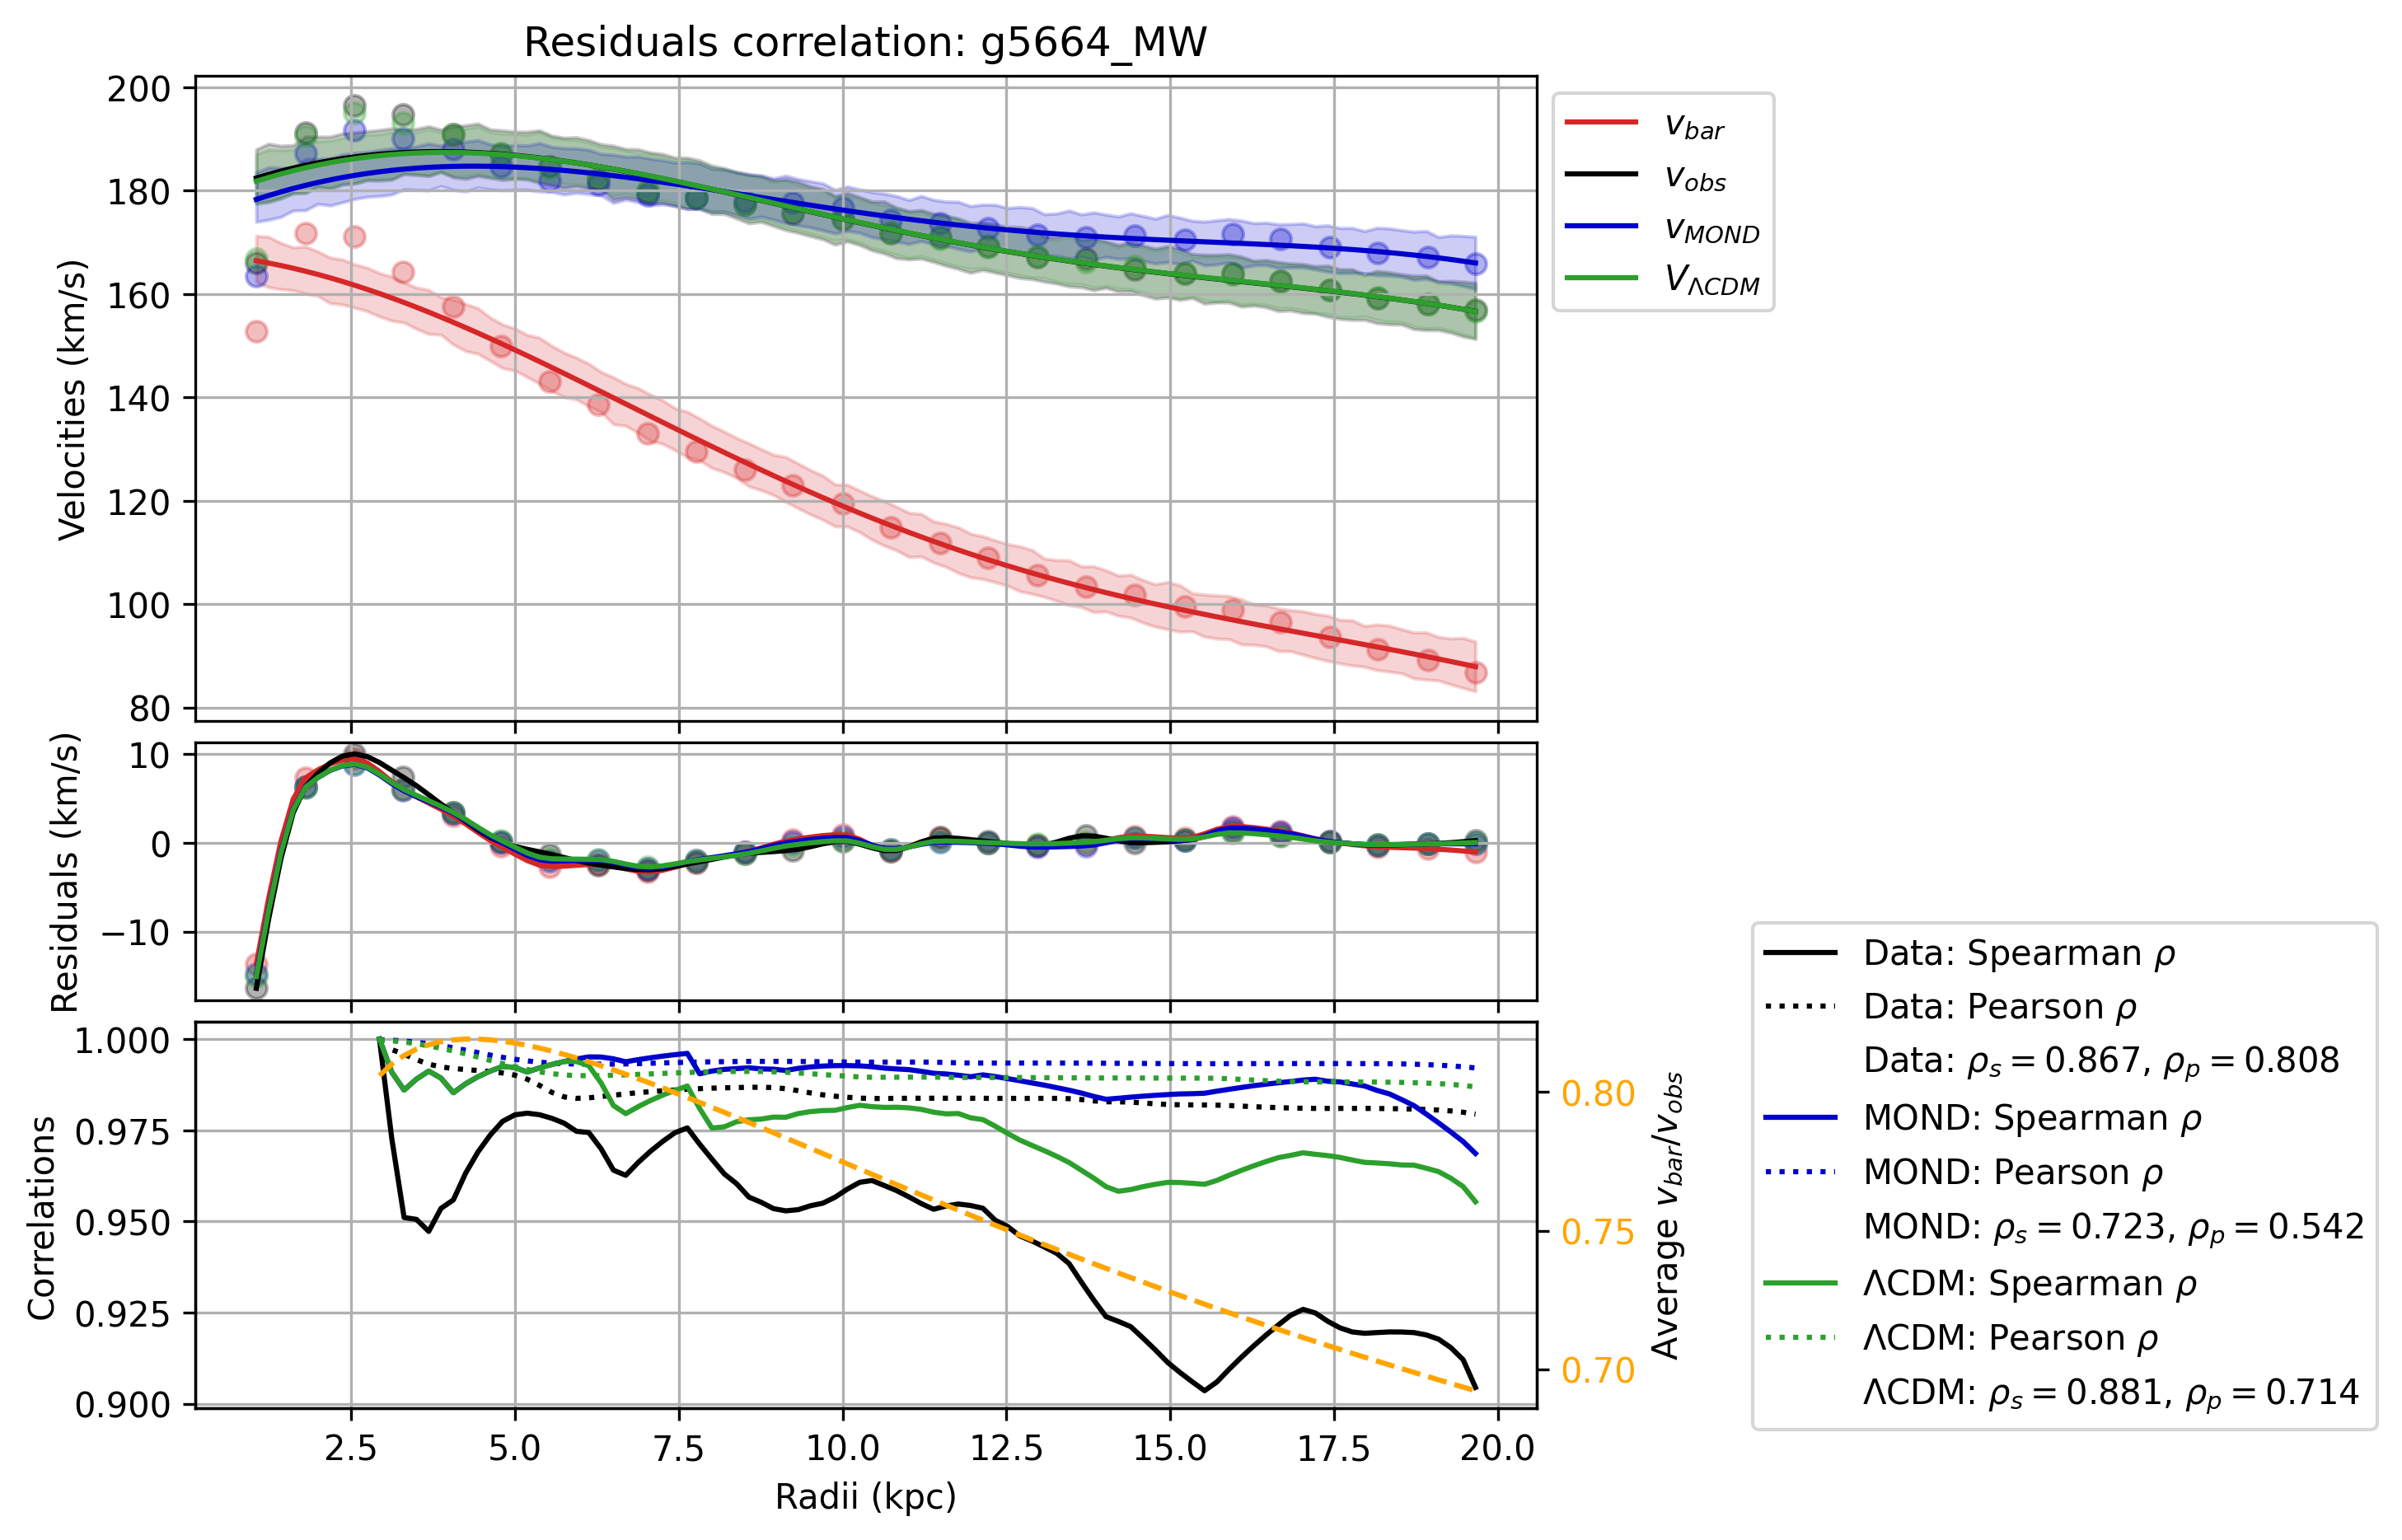 Residuals correlation: g5664_MW
200
180
160
140
120
100
80
Velocities (km/s)
v_bar
v_obs
v_MOND
V_ΛCDM
10
0
−10
Residuals (km/s)
1.000
0.975
0.950
0.925
0.900
Correlations
0.80
0.75
0.70
Average v_bar/v_obs
2.5 5.0 7.5 10.0 12.5 15.0 17.5 20.0
Radii (kpc)
Data: Spearman ρ
Data: Pearson ρ
Data: ρ_s = 0.867, ρ_p = 0.808
MOND: Spearman ρ
MOND: Pearson ρ
MOND: ρ_s = 0.723, ρ_p = 0.542
ΛCDM: Spearman ρ
ΛCDM: Pearson ρ
ΛCDM: ρ_s = 0.881, ρ_p = 0.714